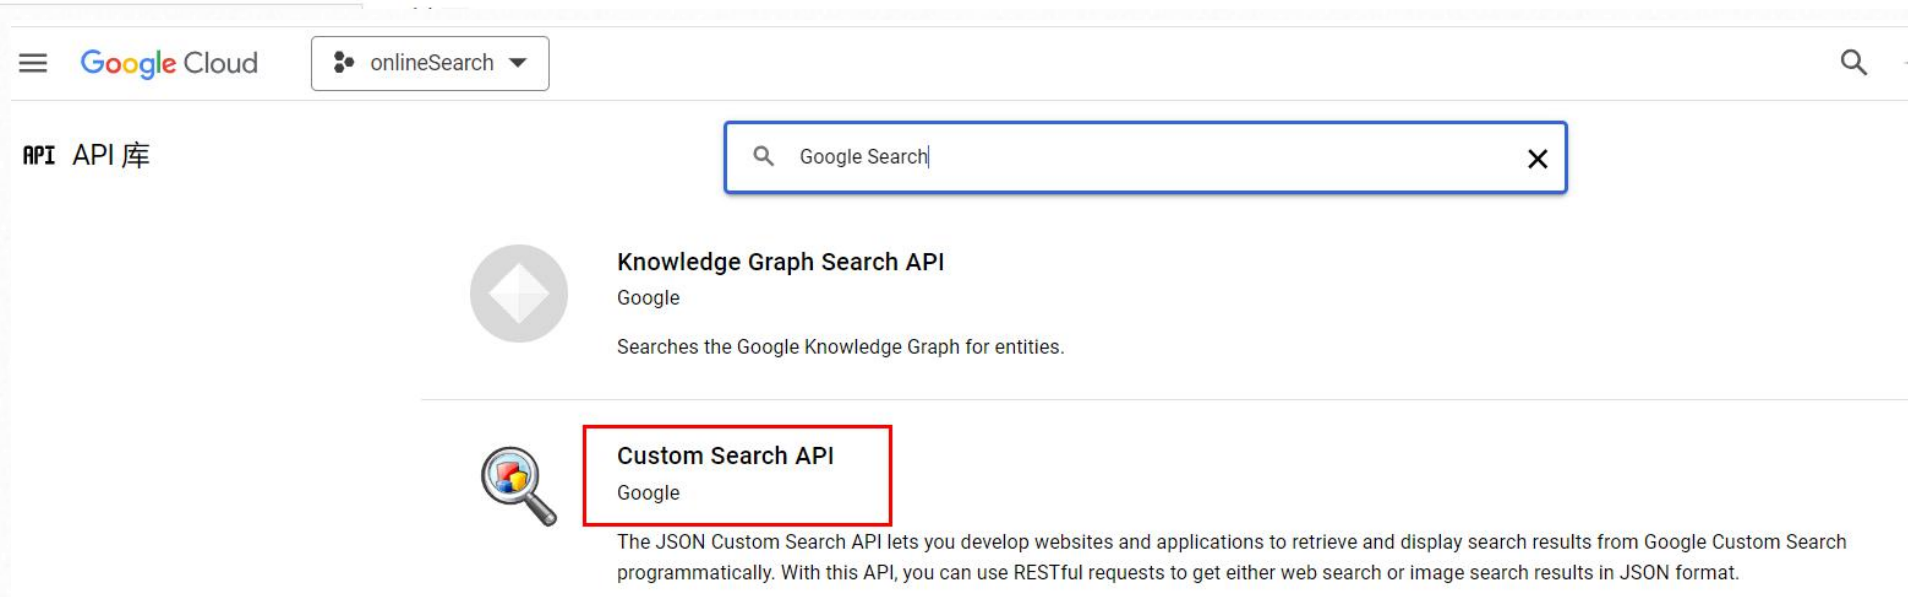 Google Cloud
onlineSearch
API API 库
Google Search
Knowledge Graph Search API
Google
Searches the Google Knowledge Graph for entities.
Custom Search API
Google
The JSON Custom Search API lets you develop websites and applications to retrieve and display search results from Google Custom Search
programmatically. With this API, you can use RESTful requests to get either web search or image search results in JSON format.